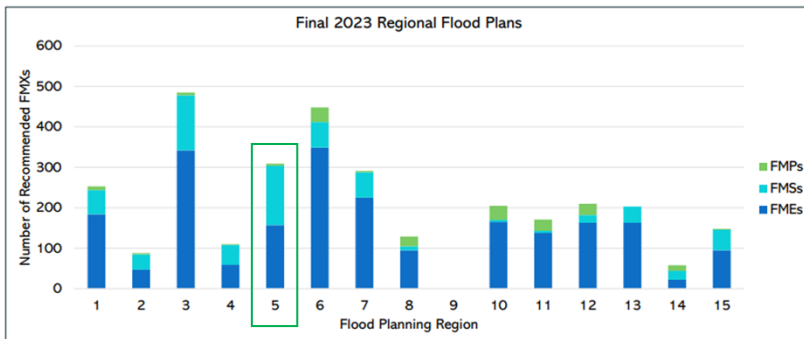 Final 2023 Regional Flood Plans
Number of Recommended FMXs
600
500
400
300
200
100
0
1 2 3 4 5 6 7 8 9 10 11 12 13 14 15
Flood Planning Region
FMPs
FMSs
FMEs